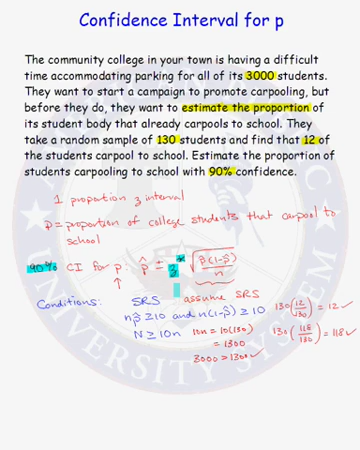 Confidence Interval for p
The community college in your town is having a difficult
time accommodating parking for all of its 3000 students.
They want to start a campaign to promote carpooling, but
before they do, they want to estimate the proportion of
its student body that already carpools to school. They
take a random sample of 130 students and find that 12 of
the students carpool to school. Estimate the proportion of
students carpooling to school with 90% confidence.
1 proportion z interval
p = proportion of college students that carpool to
school
90% CI for p: p̂ ± z* √(p̂(1-p̂)/n)
Conditions: SRS assume SRS
np̂ ≥ 10 and n(1-p̂) ≥ 10 130(12/130) = 12 ✓
N ≥ 10n 10n = 10(130) 130(118/130) = 118 ✓
= 1300
3000 > 1300 ✓
UNIVERSITY